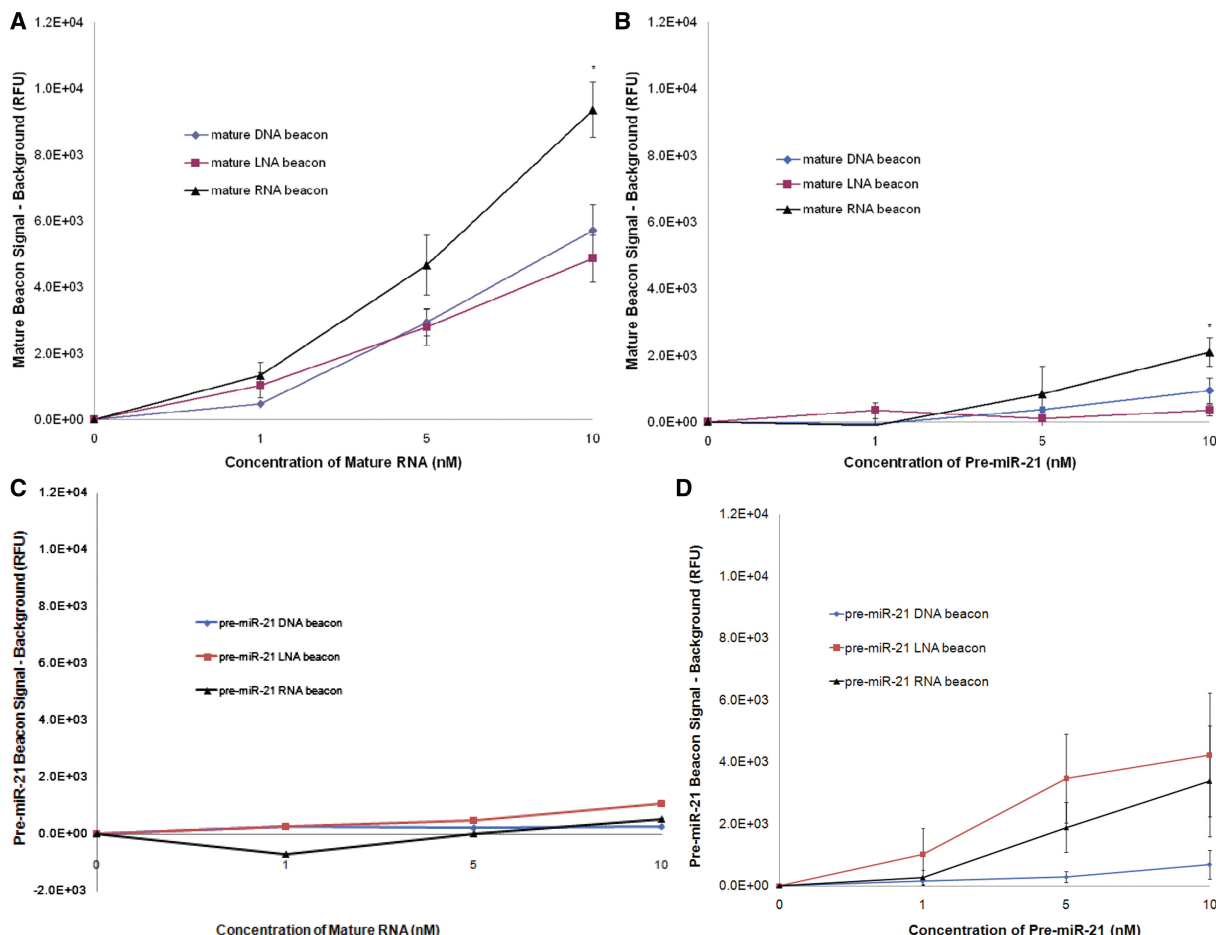 A
Mature Beacon Signal - Background (RFU)
1.2E+04
1.0E+04
8.0E+03
6.0E+03
4.0E+03
2.0E+03
0.0E+00
*
mature DNA beacon
mature LNA beacon
mature RNA beacon
0 1 5 10
Concentration of Mature RNA (nM)
B
Mature Beacon Signal - Background (RFU)
1.2E+04
1.0E+04
8.0E+03
6.0E+03
4.0E+03
2.0E+03
0.0E+00
*
mature DNA beacon
mature LNA beacon
mature RNA beacon
0 1 5 10
Concentration of Pre-miR-21 (nM)
C
Pre-miR-21 Beacon Signal - Background (RFU)
1.2E+04
1.0E+04
8.0E+03
6.0E+03
4.0E+03
2.0E+03
0.0E+00
-2.0E+03
pre-miR-21 DNA beacon
pre-miR-21 LNA beacon
pre-miR-21 RNA beacon
0 1 5 10
Concentration of Mature RNA (nM)
D
Pre-miR-21 Beacon Signal - Background (RFU)
1.2E+04
1.0E+04
8.0E+03
6.0E+03
4.0E+03
2.0E+03
0.0E+00
pre-miR-21 DNA beacon
pre-miR-21 LNA beacon
pre-miR-21 RNA beacon
0 1 5 10
Concentration of Pre-miR-21 (nM)